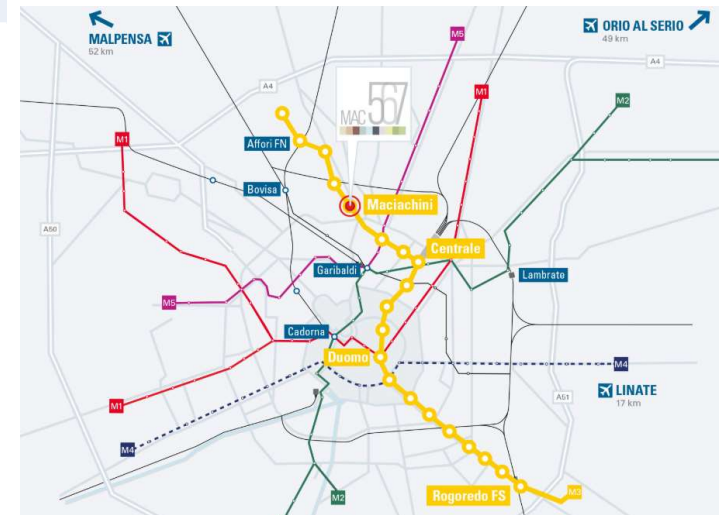 MALPENSA
52 km
ORIO AL SERIO
49 km
M5
A4
A4
MAC 567
M1
M2
M1
Affori FN
Bovisa
Maciachini
A50
Centrale
Garibaldi
Lambrate
M5
Cadorna
Duomo
M4
LINATE
17 km
A51
M1
M4
Rogoredo FS
M3
M2